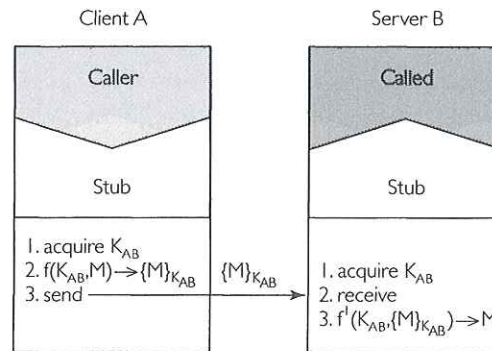 Client A
Server B
Caller
Called
Stub
Stub
1. acquire K_AB
2. f(K_AB,M)→{M}K_AB
3. send
{M}K_AB
1. acquire K_AB
2. receive
3. f'(K_AB,{M}K_AB)→M